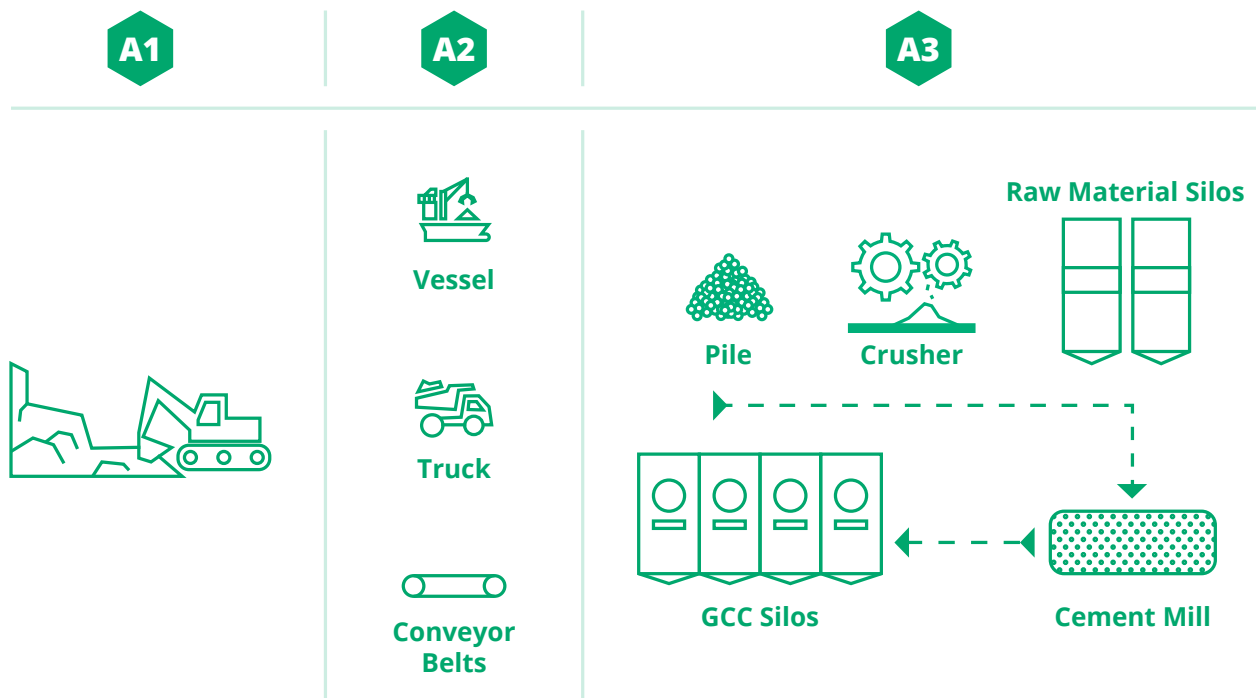 A1
A2
A3
Vessel
Truck
Conveyor
Belts
Raw Material Silos
Pile
Crusher
GCC Silos
Cement Mill